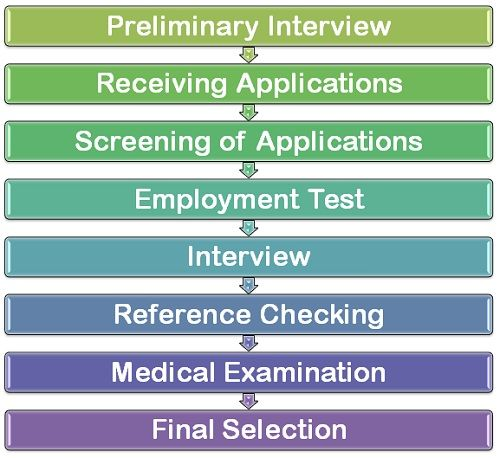 Preliminary Interview
Receiving Applications
Screening of Applications
Employment Test
Interview
Reference Checking
Medical Examination
Final Selection